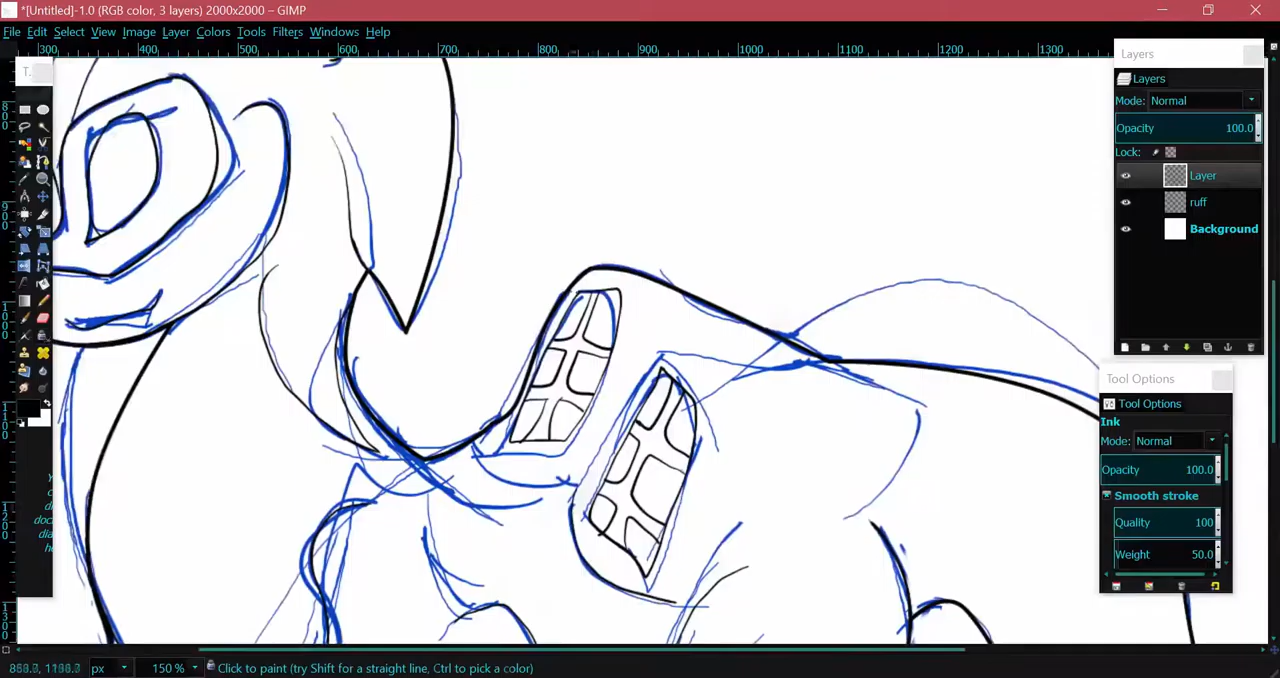 *[Untitled]-1.0 (RGB color, 3 layers) 2000x2000 – GIMP
File Edit Select View Image Layer Colors Tools Filters Windows Help
300 400 500 600 700 800 900 1000 1100 1200 1300
T.
Layers
Layers
Mode: Normal
Opacity 100.0
Lock:
Layer
ruff
Background
Tool Options
Tool Options
Ink
Mode: Normal
Opacity 100.0
Smooth stroke
Quality 100
Weight 50.0
px 150 % Click to paint (try Shift for a straight line, Ctrl to pick a color)